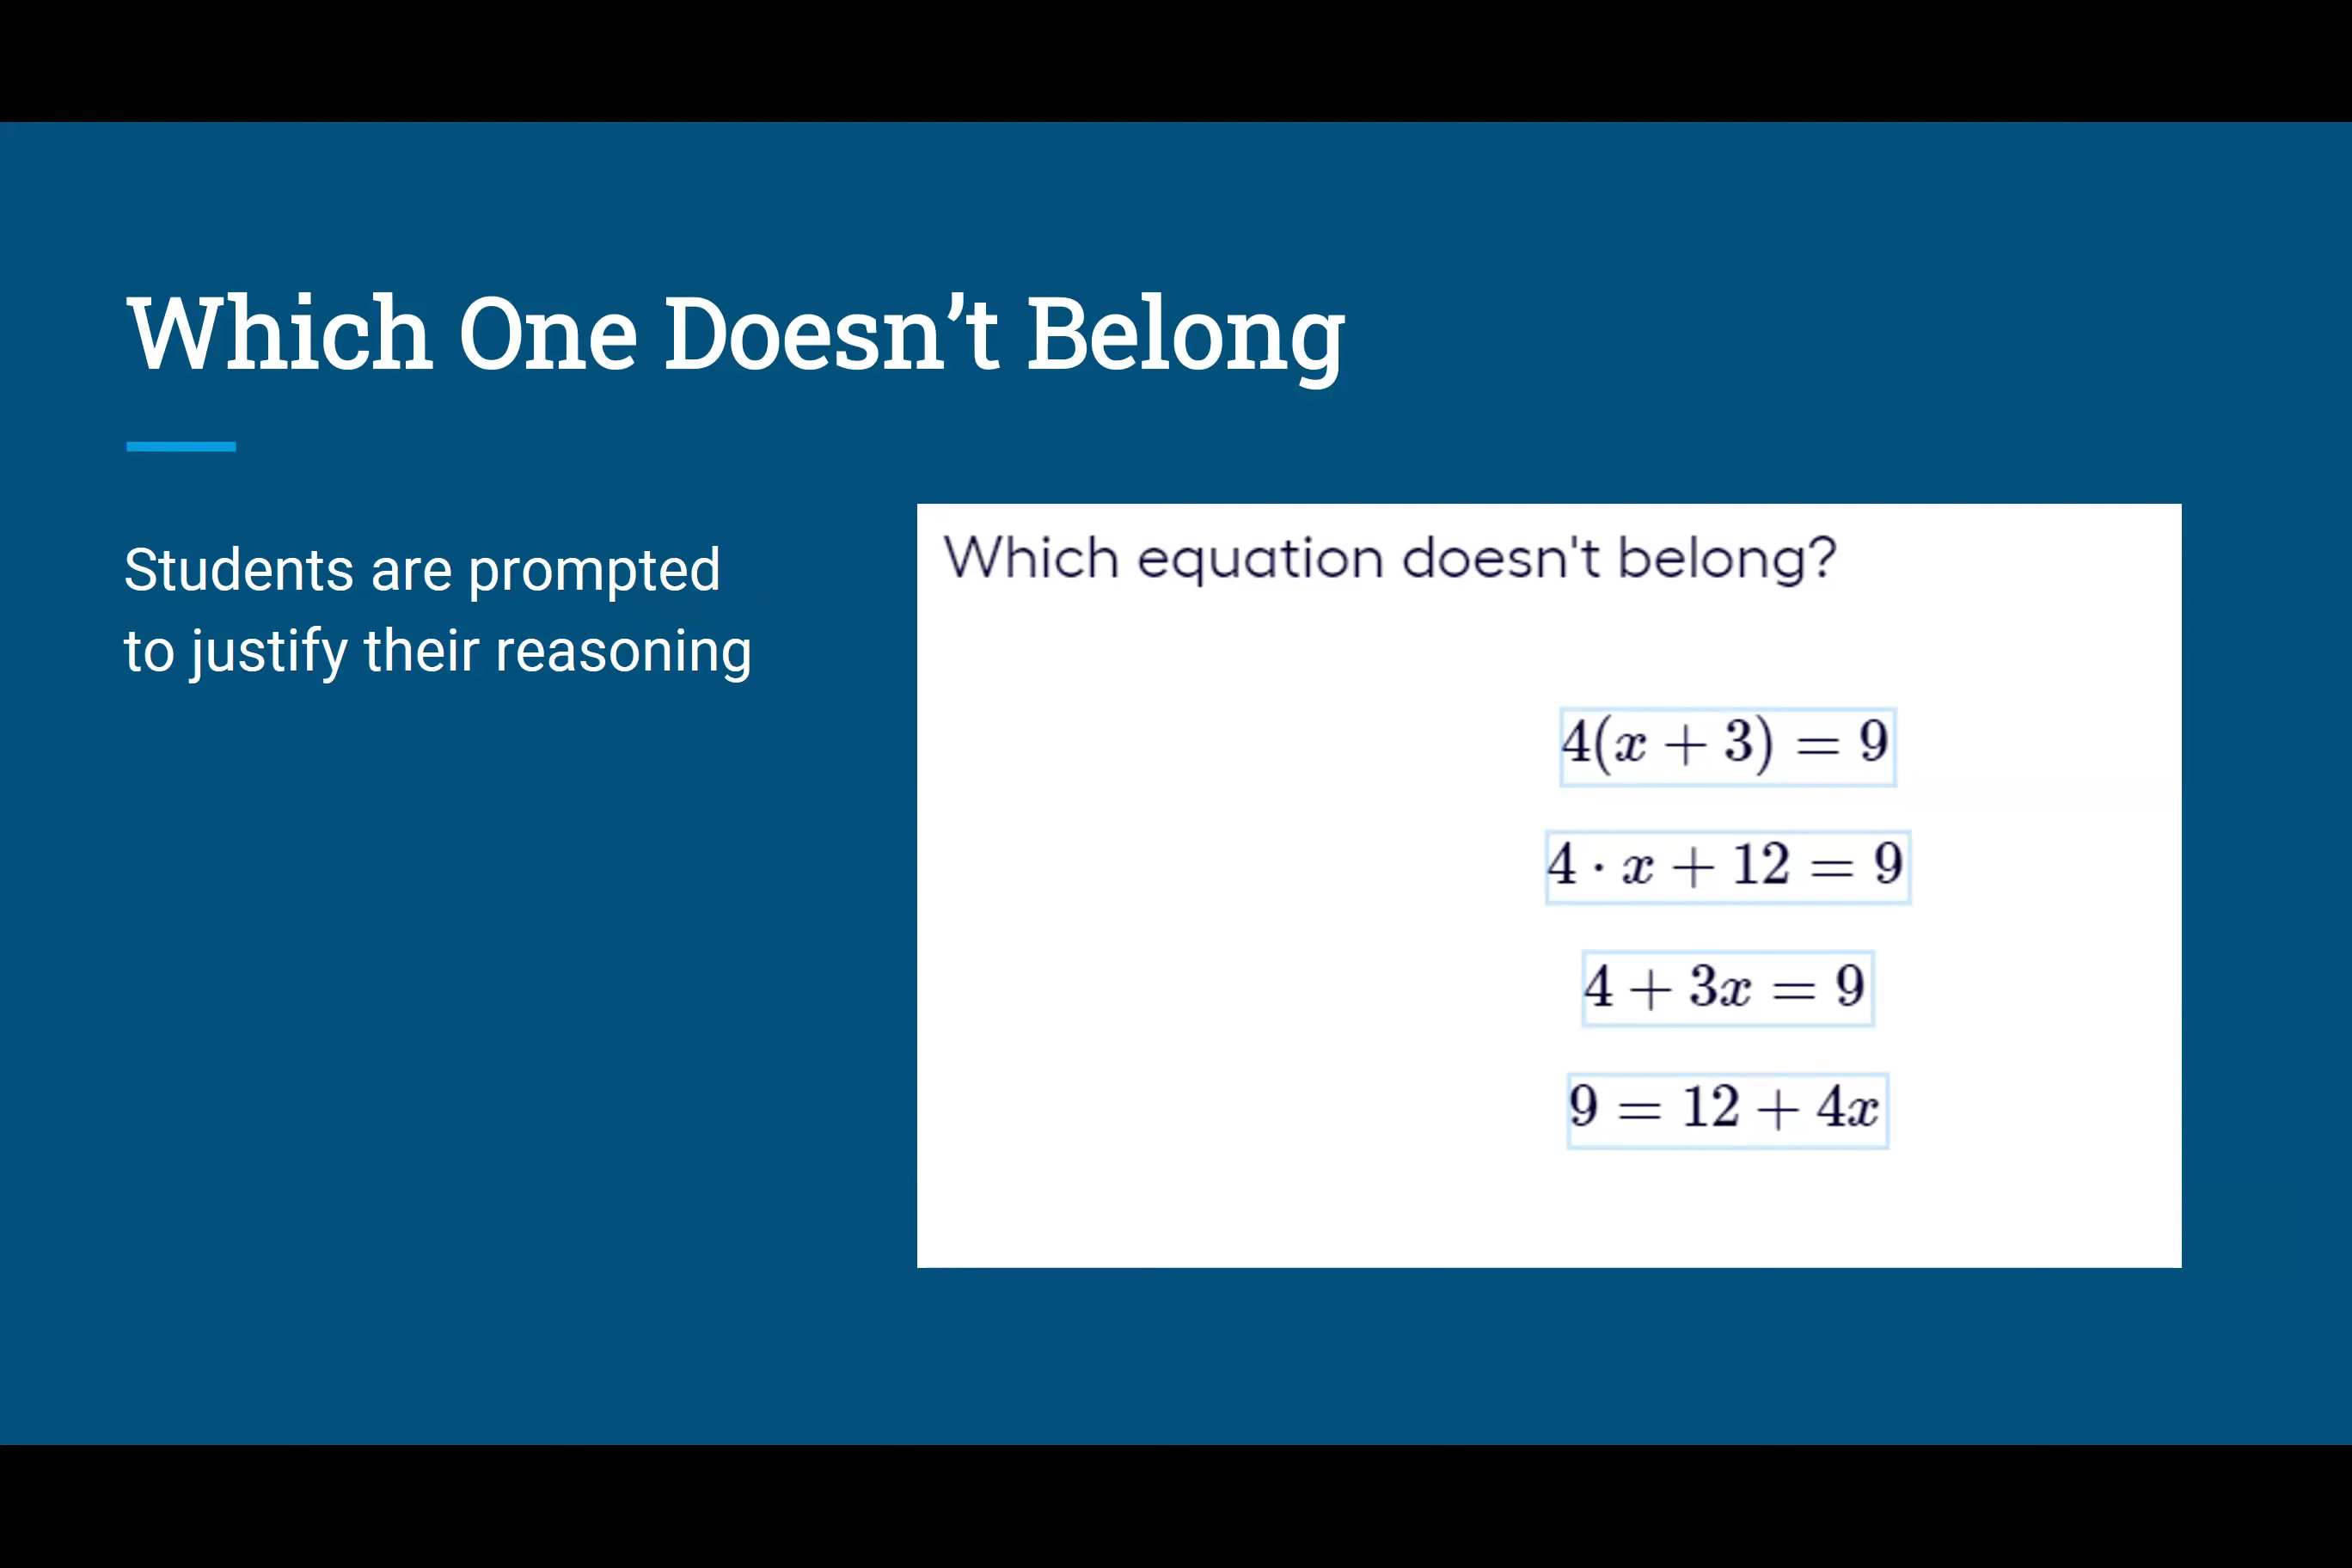 Which One Doesn’t Belong
Students are prompted
to justify their reasoning
Which equation doesn't belong?
4(x + 3) = 9
4 · x + 12 = 9
4 + 3x = 9
9 = 12 + 4x